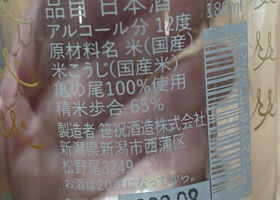 品目 日本酒
アルコール分 12度
原材料名 米(国産)
米こうじ(国産米)
亀の尾100%使用
精米歩合 65%
製造者 笹祝酒造株式会社
新潟県新潟市西蒲区
松野尾3249
お酒は20歳になってから。